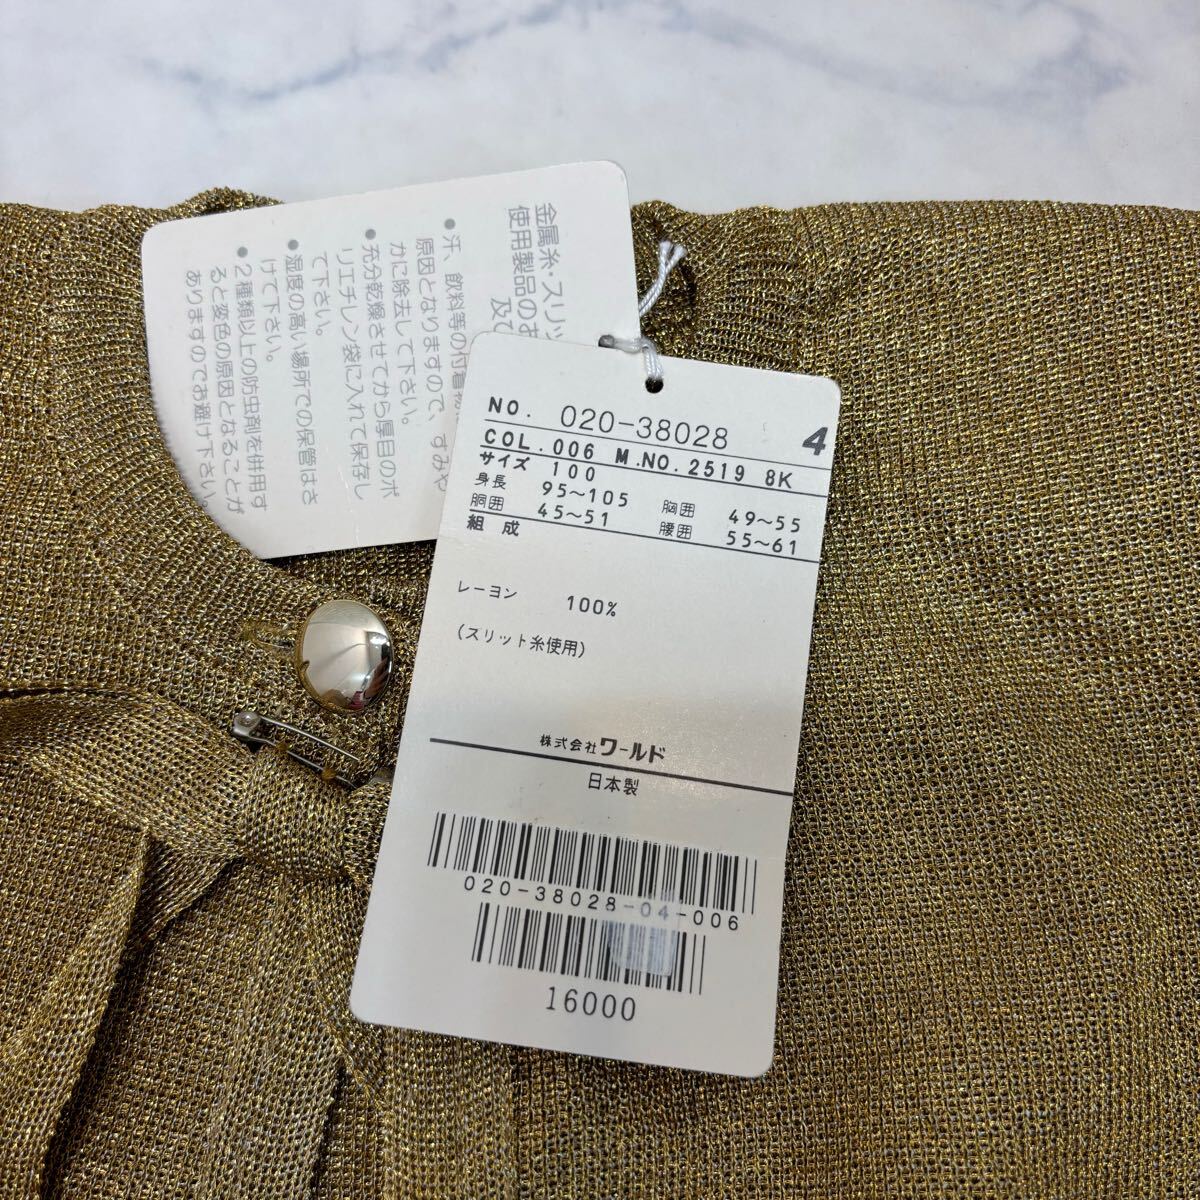 金属糸・スリッ
使用製品のお
及び
●汗、飲料等の付着物
原因となりますので、すみや
かに除去して下さい。
●充分乾燥させてから厚目のポ
リエチレン袋に入れて保存し
て下さい。
●湿度の高い場所での保管はさ
けて下さい。
●2種類以上の防虫剤を併用す
ると変色の原因となることが
ありますのでお避け下さい。
NO. 020-38028 4
COL.006 M.NO.2519 8K
サイズ 100
身長 95〜105 胸囲 49〜55
胴囲 45〜51 腰囲 55〜61
組成
レーヨン 100%
(スリット糸使用)
株式会社ワールド
日本製
020-38028-04-006
16000